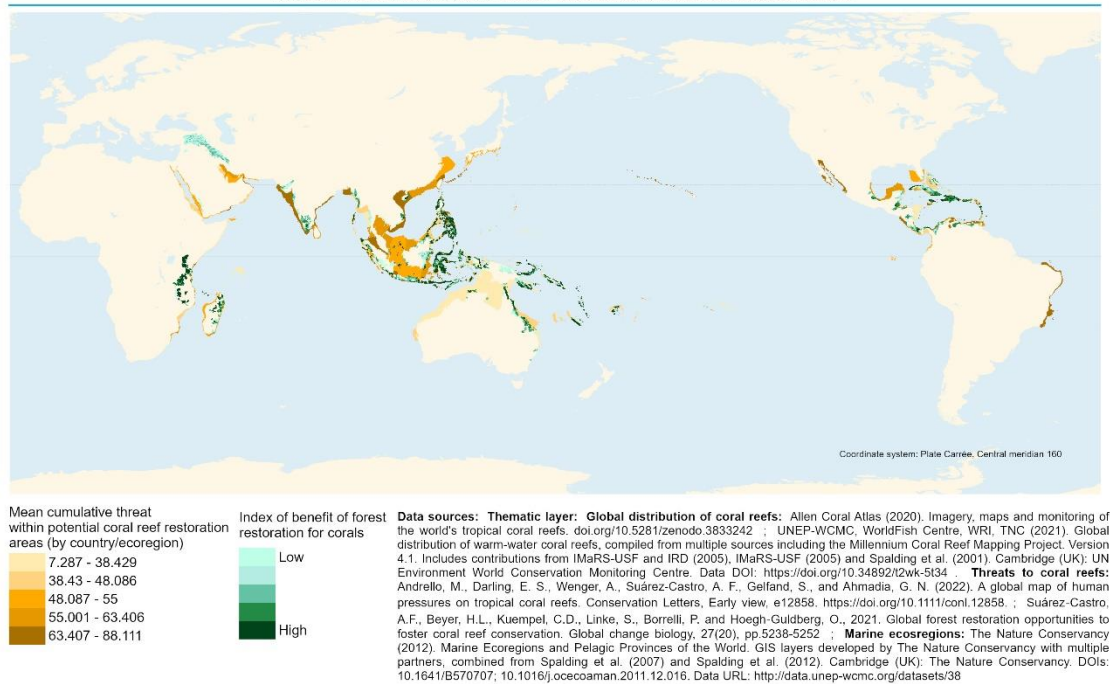 Coordinate system: Plate Carrée, Central meridian 160
Mean cumulative threat
within potential coral reef restoration
areas (by country/ecoregion)
7.287 - 38.429
38.43 - 48.086
48.087 - 55
55.001 - 63.406
63.407 - 88.111
Index of benefit of forest
restoration for corals
Low
High
Data sources: Thematic layer: Global distribution of coral reefs: Allen Coral Atlas (2020). Imagery, maps and monitoring of
the world's tropical coral reefs. doi.org/10.5281/zenodo.3833242 ; UNEP-WCMC, WorldFish Centre, WRI, TNC (2021). Global
distribution of warm-water coral reefs, compiled from multiple sources including the Millennium Coral Reef Mapping Project. Version
4.1. Includes contributions from IMaRS-USF and IRD (2005), IMaRS-USF (2005) and Spalding et al. (2001). Cambridge (UK): UN
Environment World Conservation Monitoring Centre. Data DOI: https://doi.org/10.34892/t2wk-5t34 . Threats to coral reefs:
Andrello, M., Darling, E. S., Wenger, A., Suárez-Castro, A. F., Gelfand, S., and Ahmadia, G. N. (2022). A global map of human
pressures on tropical coral reefs. Conservation Letters, Early view, e12858. https://doi.org/10.1111/conl.12858. ; Suárez-Castro,
A.F., Beyer, H.L., Kuempel, C.D., Linke, S., Borrelli, P. and Hoegh-Guldberg, O., 2021. Global forest restoration opportunities to
foster coral reef conservation. Global change biology, 27(20), pp.5238-5252 ; Marine ecosregions: The Nature Conservancy
(2012). Marine Ecoregions and Pelagic Provinces of the World. GIS layers developed by The Nature Conservancy with multiple
partners, combined from Spalding et al. (2007) and Spalding et al. (2012). Cambridge (UK): The Nature Conservancy. DOIs:
10.1641/B570707; 10.1016/j.ocecoaman.2011.12.016. Data URL: http://data.unep-wcmc.org/datasets/38